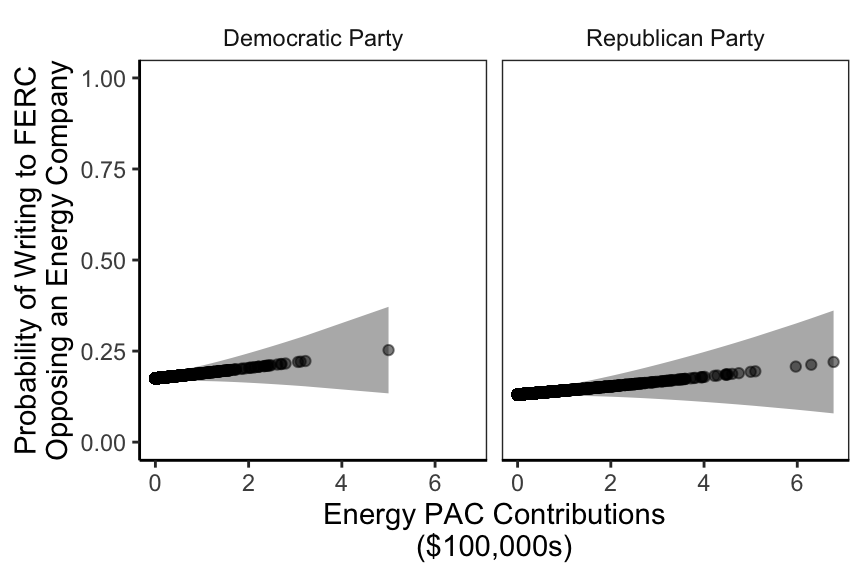 Democratic Party
Republican Party
Probability of Writing to FERC
Opposing an Energy Company
1.00
0.75
0.50
0.25
0.00
0 2 4 6
0 2 4 6
Energy PAC Contributions
($100,000s)